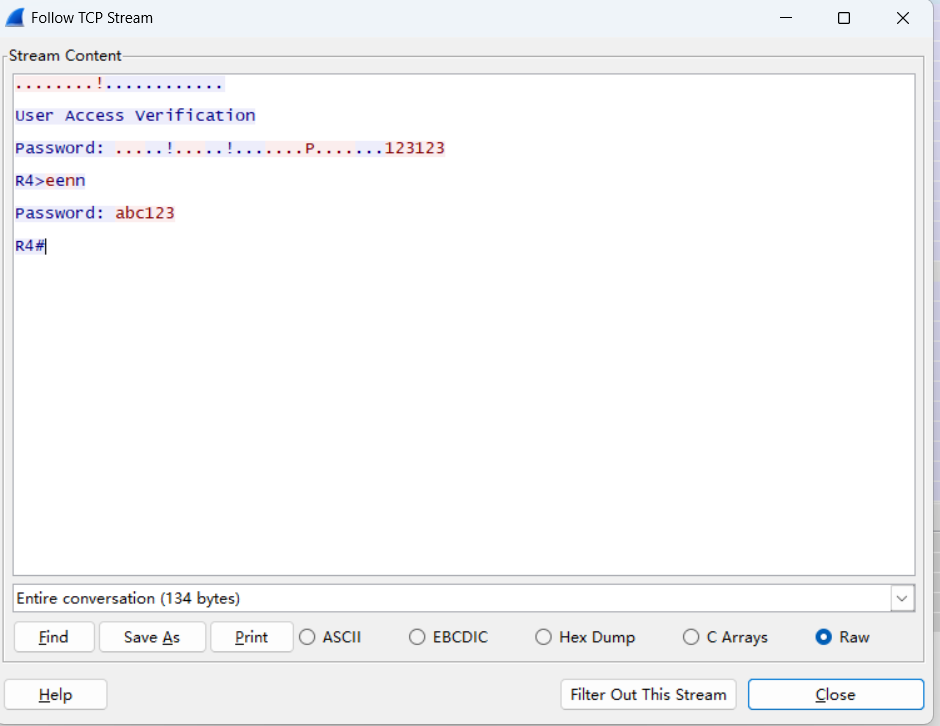 Follow TCP Stream
Stream Content
........!............
User Access Verification
Password: .....!.....!.......P.......123123
R4>eenn
Password: abc123
R4#
Entire conversation (134 bytes)
Find Save As Print ASCII EBCDIC Hex Dump C Arrays Raw
Help Filter Out This Stream Close